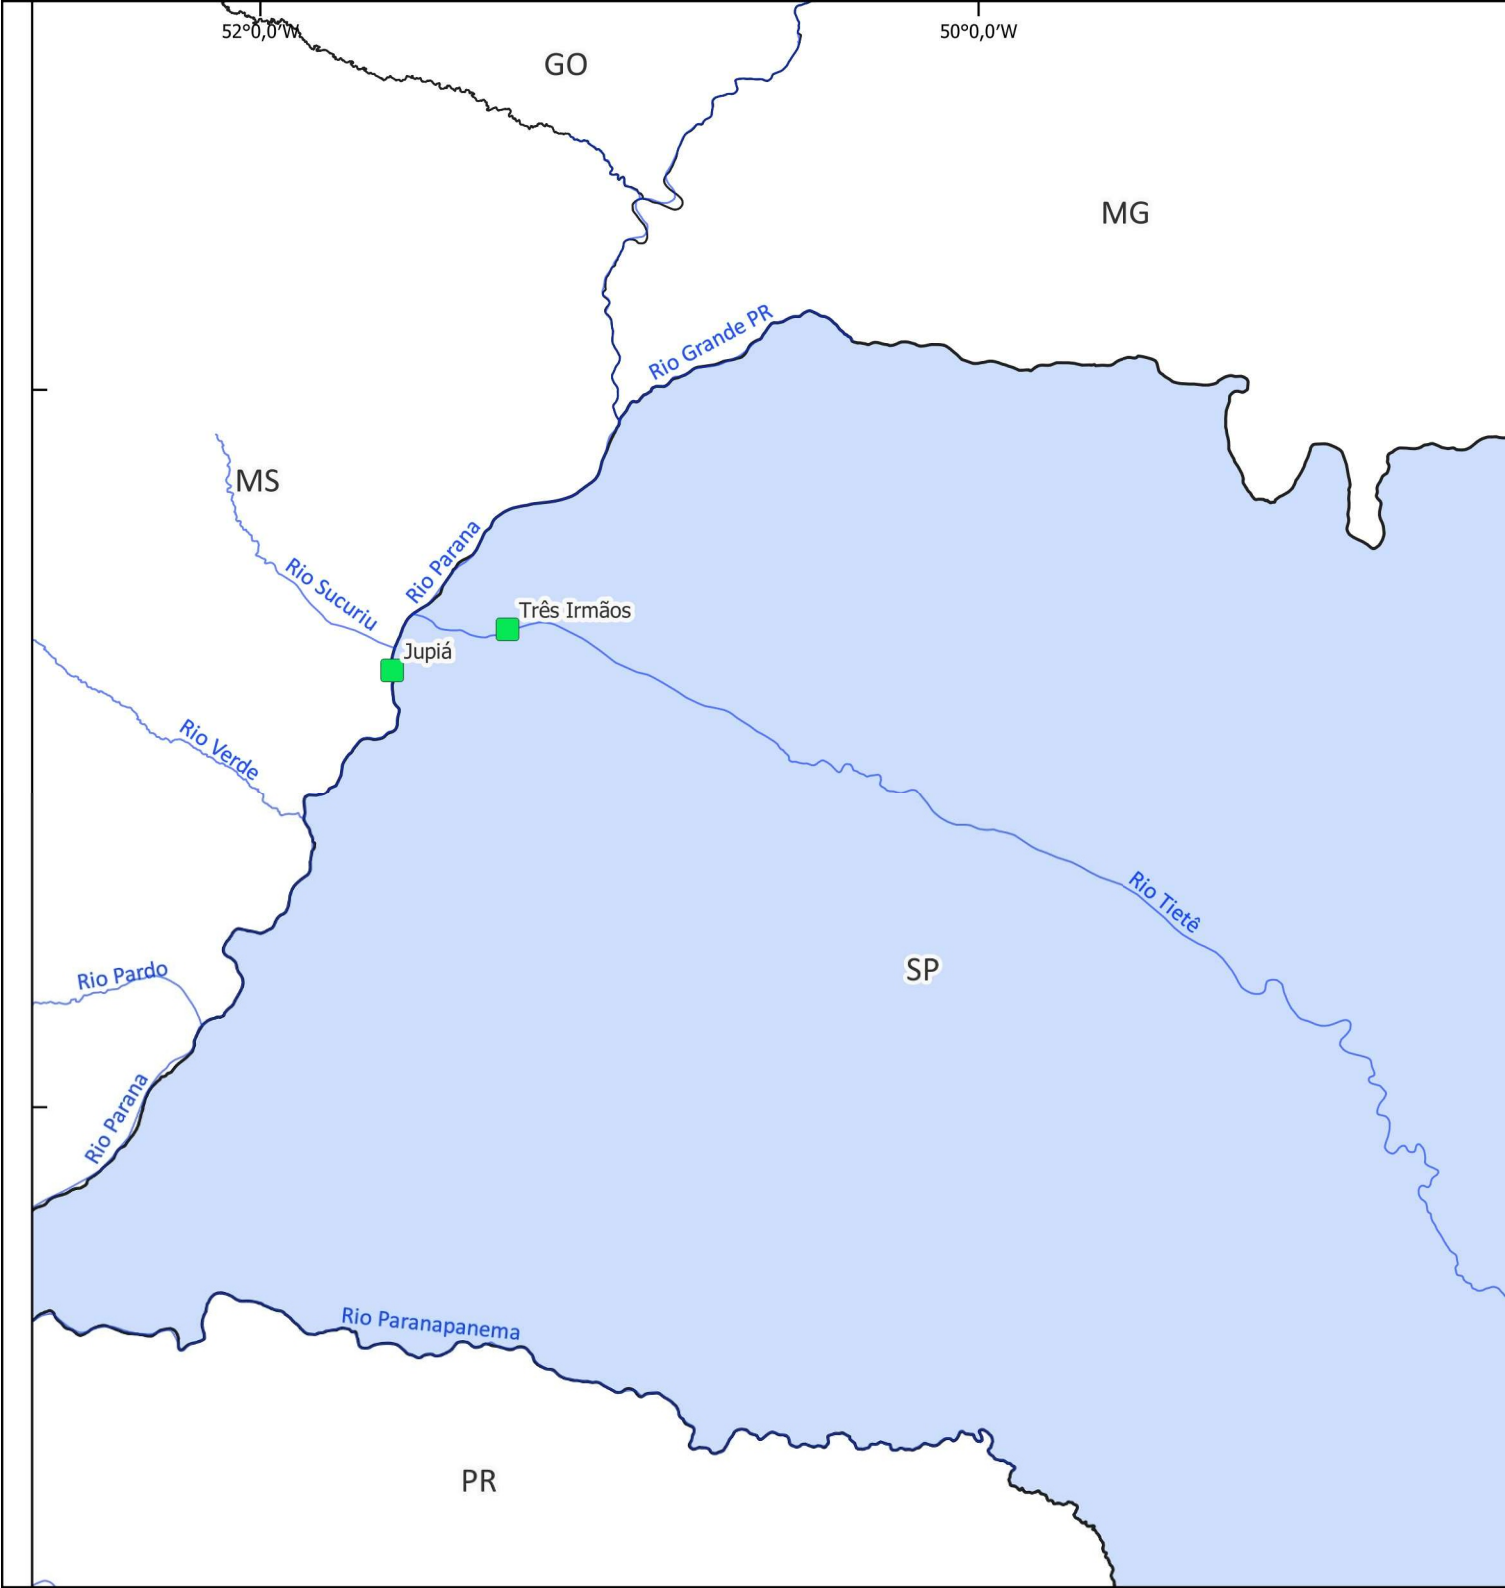 52°0,0'W
50°0,0'W
GO
MG
Rio Grande PR
MS
Rio Parana
Rio Sucuriu
Três Irmãos
Jupiá
Rio Verde
Rio Tietê
SP
Rio Pardo
Rio Parana
Rio Paranapanema
PR